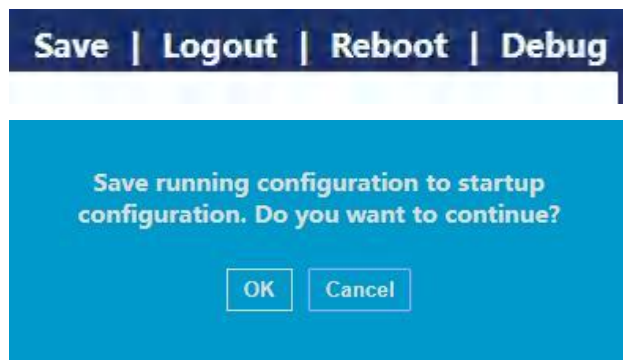 Save | Logout | Reboot | Debug
Save running configuration to startup
configuration. Do you want to continue?
OK Cancel